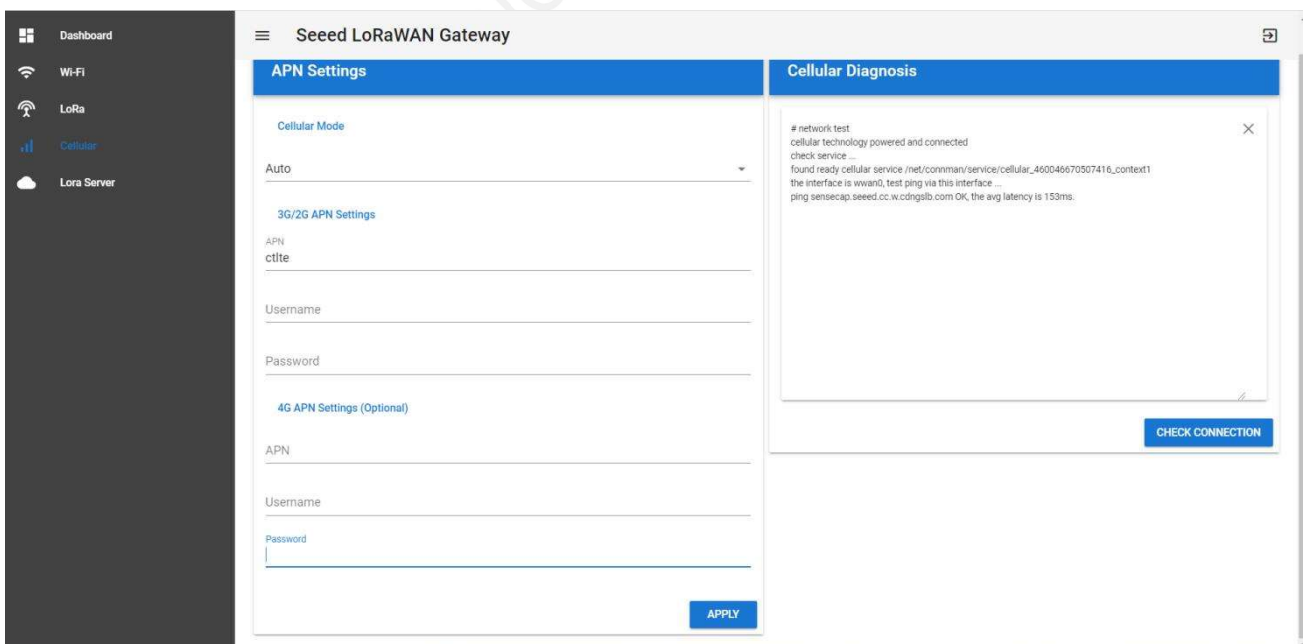 Dashboard
Wi-Fi
LoRa
Cellular
Lora Server
Seeed LoRaWAN Gateway
APN Settings
Cellular Mode
Auto
3G/2G APN Settings
APN
ctlte
Username
Password
4G APN Settings (Optional)
APN
Username
Password
APPLY
Cellular Diagnosis
# network test
cellular technology powered and connected
check service ...
found ready cellular service /net/connman/service/cellular_460046670507416_context1
the interface is wwan0, test ping via this interface ...
ping sensecap.seeed.cc.w.cdngslb.com OK, the avg latency is 153ms.
CHECK CONNECTION